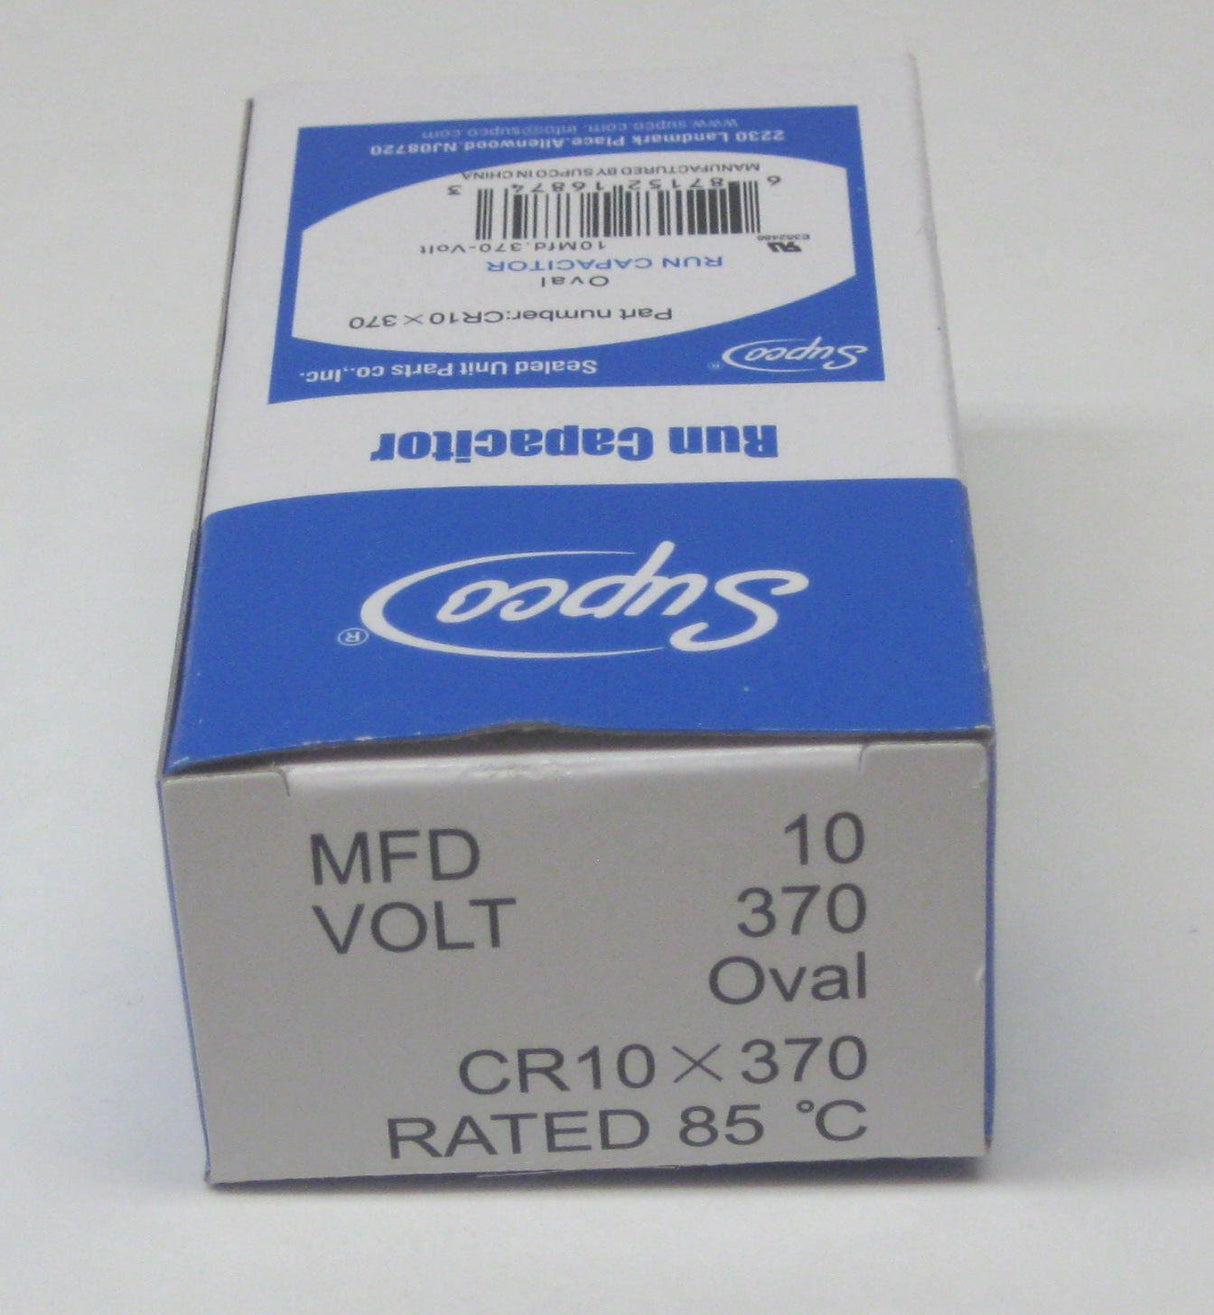 MFD 10
VOLT 370
Oval
CR10×370
RATED 85 ℃
Supco®
Run Capacitor
Supco® Sealed Unit Parts co.,Inc.
Part number:CR10×370
Oval
RUN CAPACITOR
10Mfd.370-Volt
E352486
6 87152 16874 3
MANUFACTURED BY SUPCO IN CHINA
2230 Landmark Place.Allenwood.NJ08720
www.supco.com. info@supco.com